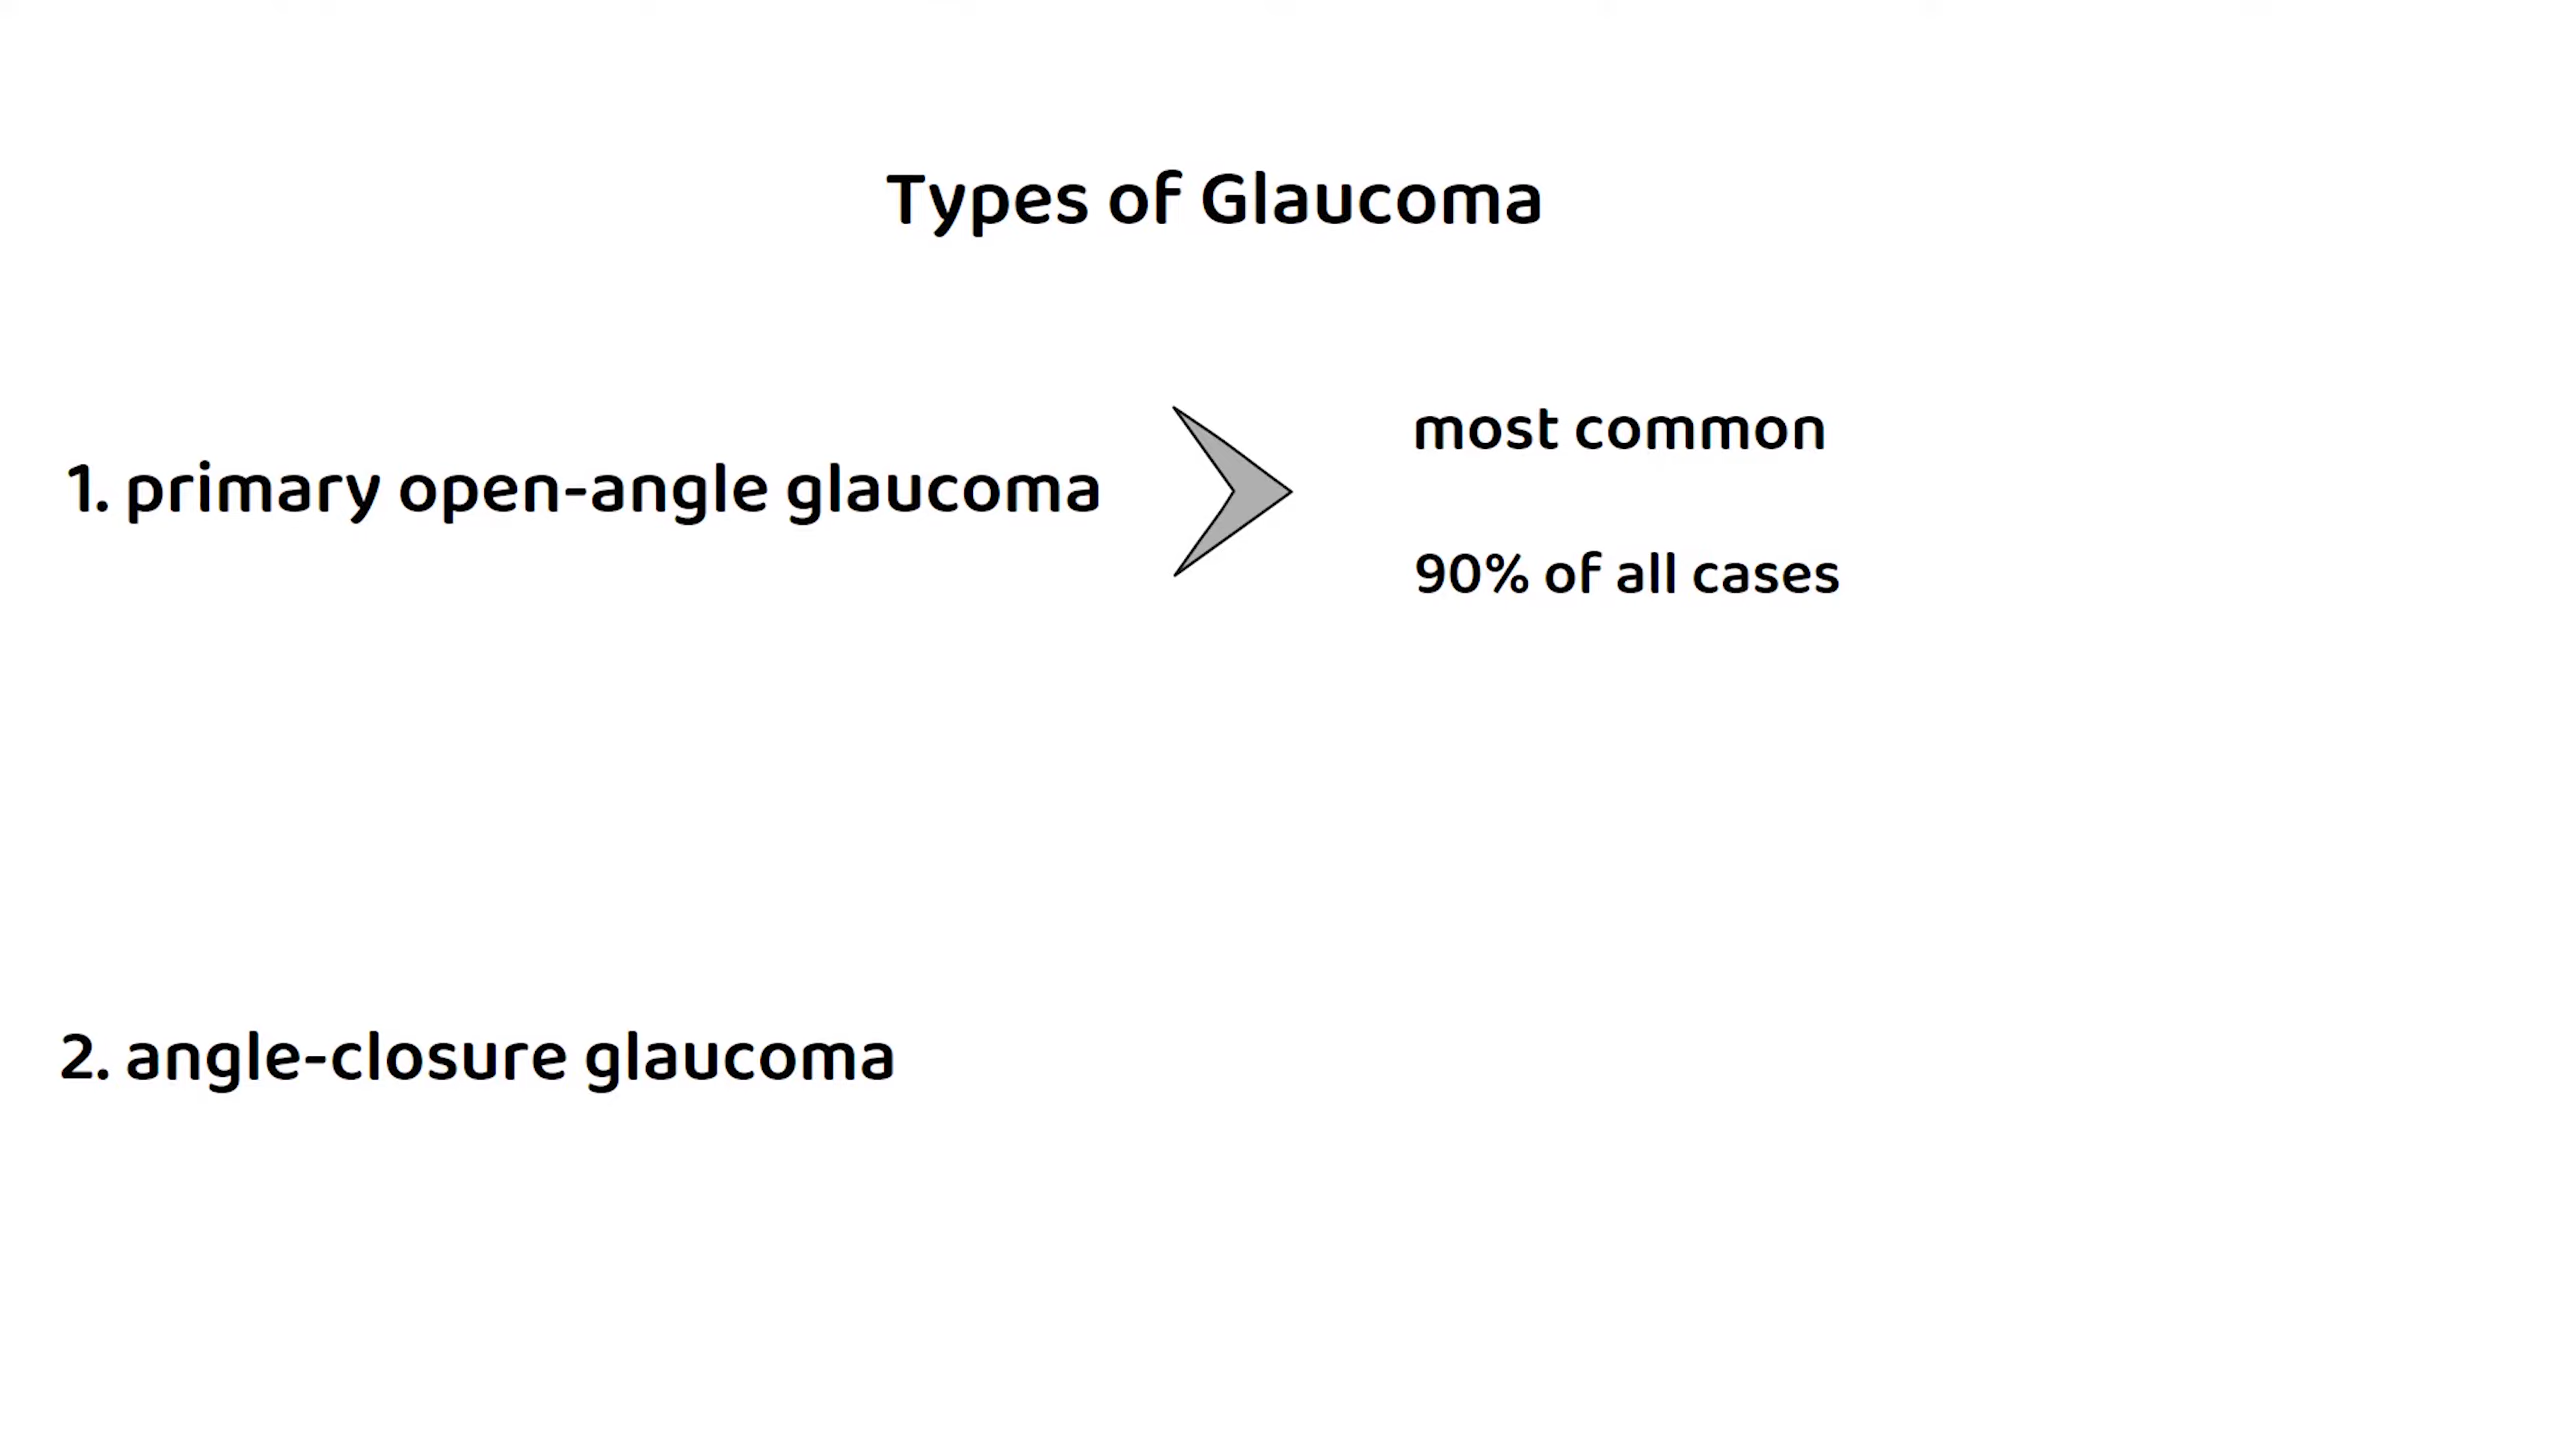 Types of Glaucoma
1. primary open-angle glaucoma
most common
90% of all cases
2. angle-closure glaucoma